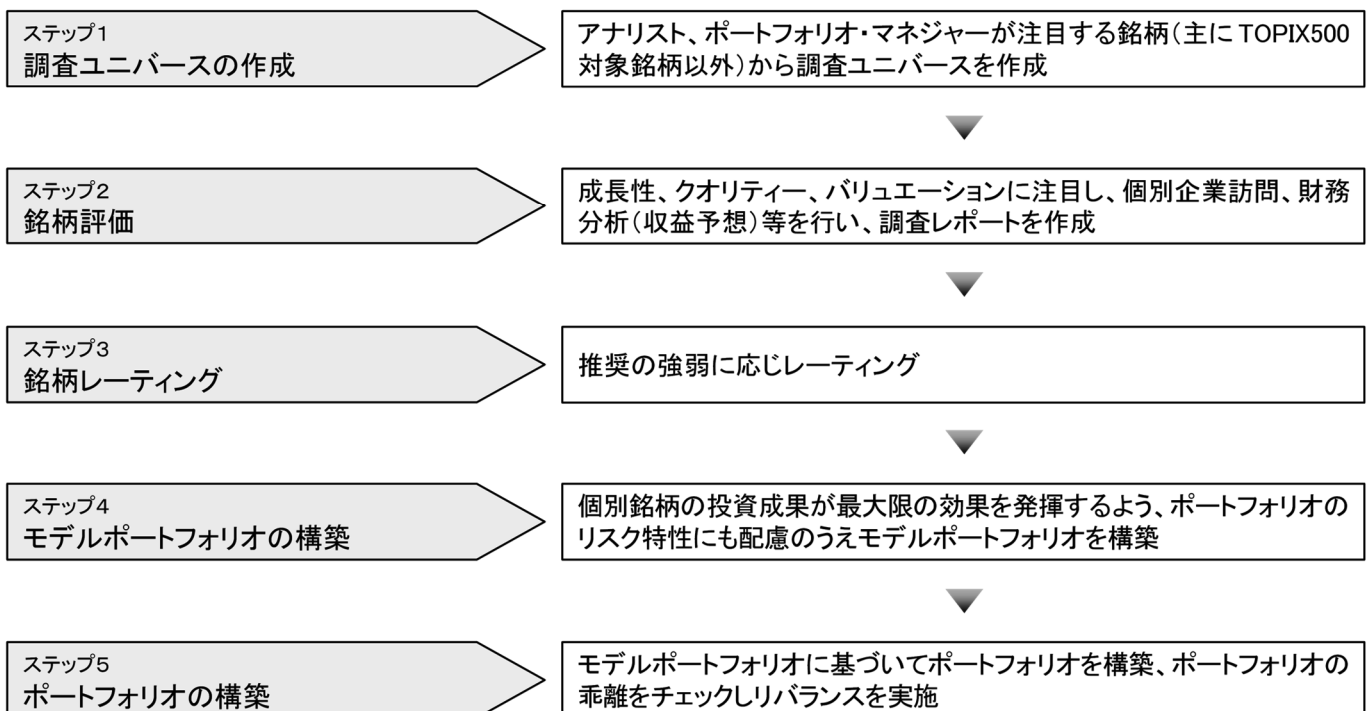 ステップ1
調査ユニバースの作成
アナリスト、ポートフォリオ・マネジャーが注目する銘柄(主にTOPIX500
対象銘柄以外)から調査ユニバースを作成
ステップ2
銘柄評価
成長性、クオリティー、バリュエーションに注目し、個別企業訪問、財務
分析(収益予想)等を行い、調査レポートを作成
ステップ3
銘柄レーティング
推奨の強弱に応じレーティング
ステップ4
モデルポートフォリオの構築
個別銘柄の投資成果が最大限の効果を発揮するよう、ポートフォリオの
リスク特性にも配慮のうえモデルポートフォリオを構築
ステップ5
ポートフォリオの構築
モデルポートフォリオに基づいてポートフォリオを構築、ポートフォリオの
乖離をチェックしリバランスを実施